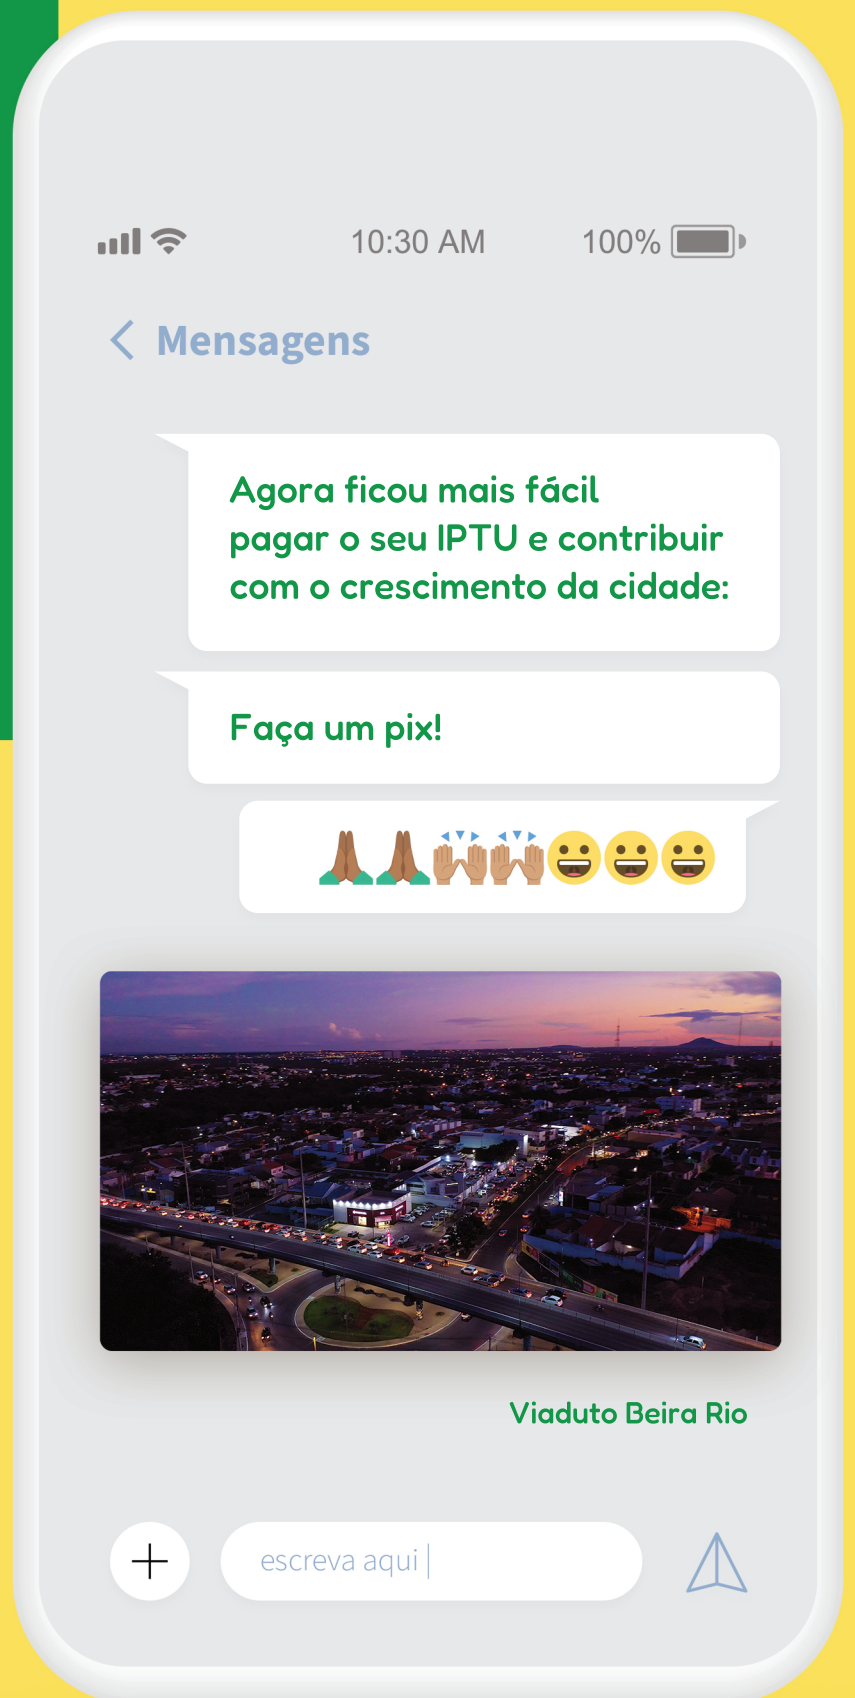 10:30 AM 100%
Mensagens
Agora ficou mais fácil
pagar o seu IPTU e contribuir
com o crescimento da cidade:
Faça um pix!
Viaduto Beira Rio
escreva aqui